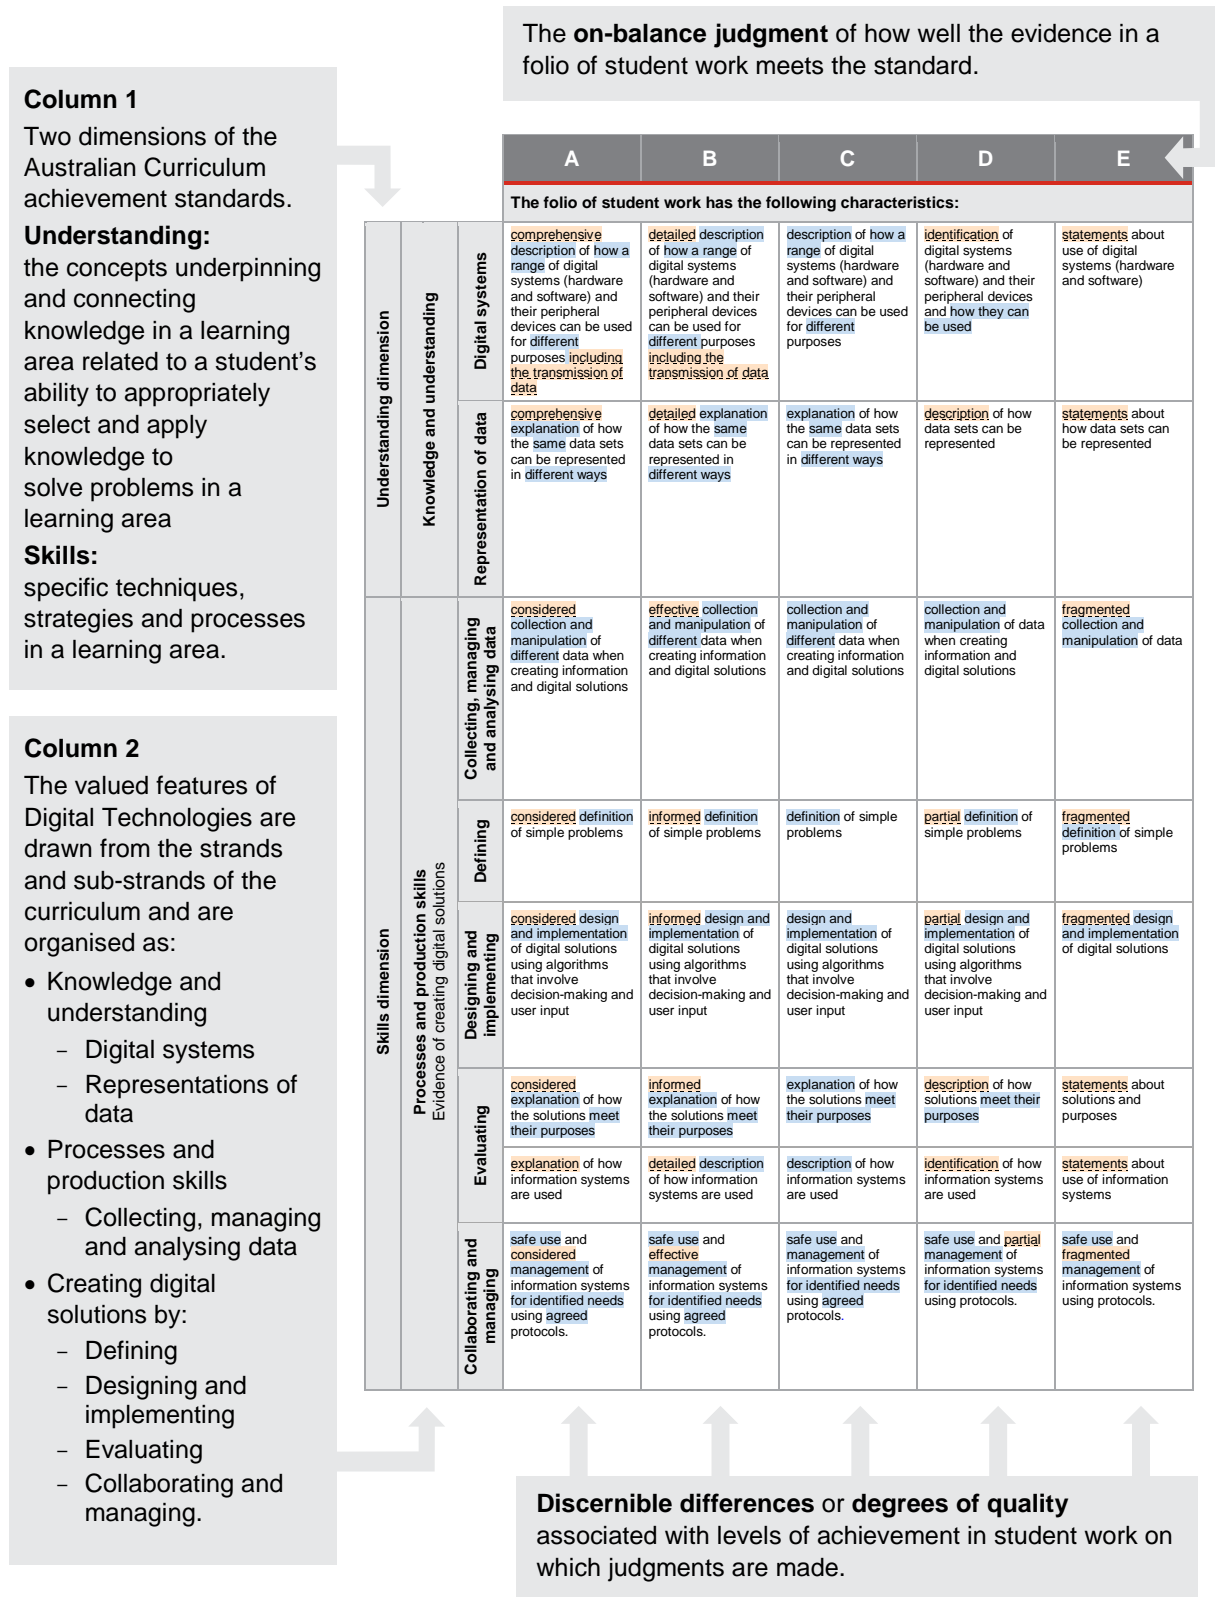 The on-balance judgment of how well the evidence in a
folio of student work meets the standard.
Column 1
Two dimensions of the
Australian Curriculum
achievement standards.
Understanding:
the concepts underpinning
and connecting
knowledge in a learning
area related to a student’s
ability to appropriately
select and apply
knowledge to
solve problems in a
learning area
Skills:
specific techniques,
strategies and processes
in a learning area.
Column 2
The valued features of
Digital Technologies are
drawn from the strands
and sub-strands of the
curriculum and are
organised as:
• Knowledge and
understanding
– Digital systems
– Representations of
data
• Processes and
production skills
– Collecting, managing
and analysing data
• Creating digital
solutions by:
– Defining
– Designing and
implementing
– Evaluating
– Collaborating and
managing.
A
B
C
D
E
The folio of student work has the following characteristics:
Understanding dimension
Knowledge and understanding
Digital systems
comprehensive
description of how a
range of digital
systems (hardware
and software) and
their peripheral
devices can be used
for different
purposes including
the transmission of
data
detailed description
of how a range of
digital systems
(hardware and
software) and their
peripheral devices
can be used for
different purposes
including the
transmission of data
description of how a
range of digital
systems (hardware
and software) and
their peripheral
devices can be used
for different
purposes
identification of
digital systems
(hardware and
software) and their
peripheral devices
and how they can
be used
statements about
use of digital
systems (hardware
and software)
Representation of data
comprehensive
explanation of how
the same data sets
can be represented
in different ways
detailed explanation
of how the same
data sets can be
represented in
different ways
explanation of how
the same data sets
can be represented
in different ways
description of how
data sets can be
represented
statements about
how data sets can
be represented
Skills dimension
Processes and production skills
Evidence of creating digital solutions
Collecting, managing
and analysing data
considered
collection and
manipulation of
different data when
creating information
and digital solutions
effective collection
and manipulation of
different data when
creating information
and digital solutions
collection and
manipulation of
different data when
creating information
and digital solutions
collection and
manipulation of data
when creating
information and
digital solutions
fragmented
collection and
manipulation of data
Defining
considered definition
of simple problems
informed definition
of simple problems
definition of simple
problems
partial definition of
simple problems
fragmented
definition of simple
problems
Designing and
implementing
considered design
and implementation
of digital solutions
using algorithms
that involve
decision-making and
user input
informed design and
implementation of
digital solutions
using algorithms
that involve
decision-making and
user input
design and
implementation of
digital solutions
using algorithms
that involve
decision-making and
user input
partial design and
implementation of
digital solutions
using algorithms
that involve
decision-making and
user input
fragmented design
and implementation
of digital solutions
Evaluating
considered
explanation of how
the solutions meet
their purposes
informed
explanation of how
the solutions meet
their purposes
explanation of how
the solutions meet
their purposes
description of how
solutions meet their
purposes
statements about
solutions and
purposes
explanation of how
information systems
are used
detailed description
of how information
systems are used
description of how
information systems
are used
identification of how
information systems
are used
statements about
use of information
systems
Collaborating and
managing
safe use and
considered
management of
information systems
for identified needs
using agreed
protocols.
safe use and
effective
management of
information systems
for identified needs
using agreed
protocols.
safe use and
management of
information systems
for identified needs
using agreed
protocols.
safe use and partial
management of
information systems
for identified needs
using protocols.
safe use and
fragmented
management of
information systems
using protocols.
Discernible differences or degrees of quality
associated with levels of achievement in student work on
which judgments are made.